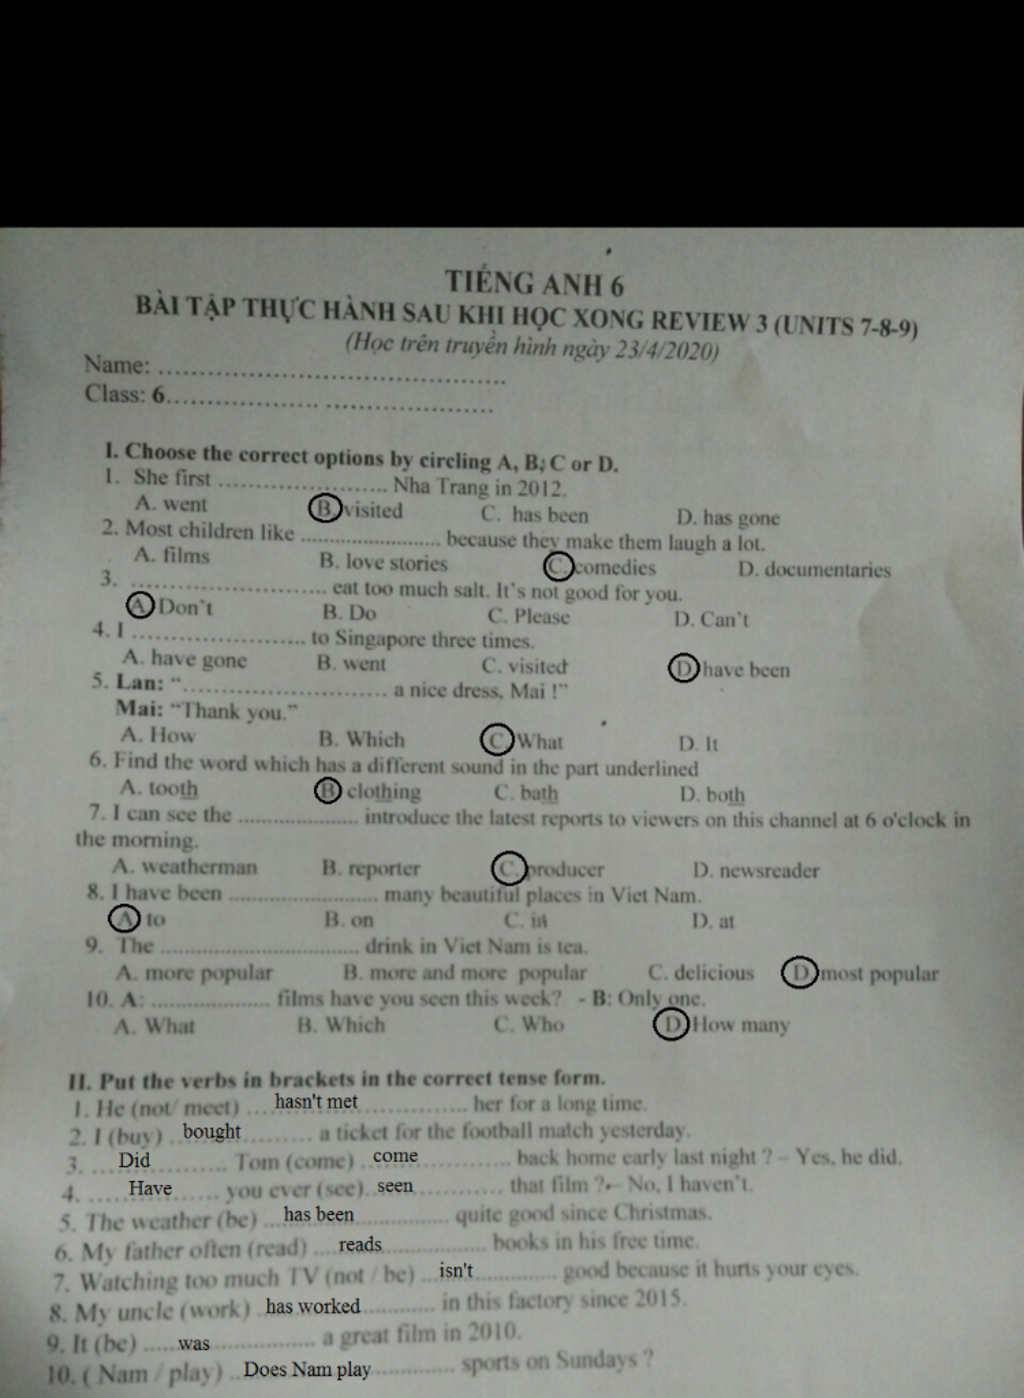 TIẾNG ANH 6
BÀI TẬP THỰC HÀNH SAU KHI HỌC XONG REVIEW 3 (UNITS 7-8-9)
(Học trên truyền hình ngày 23/4/2020)
Name: ..........................................
Class: 6.................... .....................
I. Choose the correct options by circling A, B, C or D.
1. She first ..................... Nha Trang in 2012.
A. went B. visited C. has been D. has gone
2. Most children like ....................... because they make them laugh a lot.
A. films B. love stories C. comedies D. documentaries
3. ........................ eat too much salt. It's not good for you.
A. Don't B. Do C. Please D. Can't
4. I ...................... to Singapore three times.
A. have gone B. went C. visited D. have been
5. Lan: “.......................... a nice dress, Mai !”
Mai: “Thank you.”
A. How B. Which C. What D. It
6. Find the word which has a different sound in the part underlined
A. tooth B. clothing C. bath D. both
7. I can see the .................... introduce the latest reports to viewers on this channel at 6 o'clock in
the morning.
A. weatherman B. reporter C. producer D. newsreader
8. I have been ......................... many beautiful places in Viet Nam.
A. to B. on C. in D. at
9. The ......................... drink in Viet Nam is tea.
A. more popular B. more and more popular C. delicious D. most popular
10. A: .................... films have you seen this week? - B: Only one.
A. What B. Which C. Who D. How many
II. Put the verbs in brackets in the correct tense form.
1. He (not/ meet) ....hasn't met.............. her for a long time.
2. I (buy) ..bought............ a ticket for the football match yesterday.
3. ....Did............. Tom (come) ..come.............. back home early last night ? – Yes, he did.
4. ......Have....... you ever (see)..seen............... that film ? – No, I haven't.
5. The weather (be) ...has been............... quite good since Christmas.
6. My father often (read) ....reads................. books in his free time.
7. Watching too much TV (not / be) ...isn't............. good because it hurts your eyes.
8. My uncle (work) .has worked............ in this factory since 2015.
9. It (be) ......was................. a great film in 2010.
10. ( Nam / play) ..Does Nam play.............. sports on Sundays ?